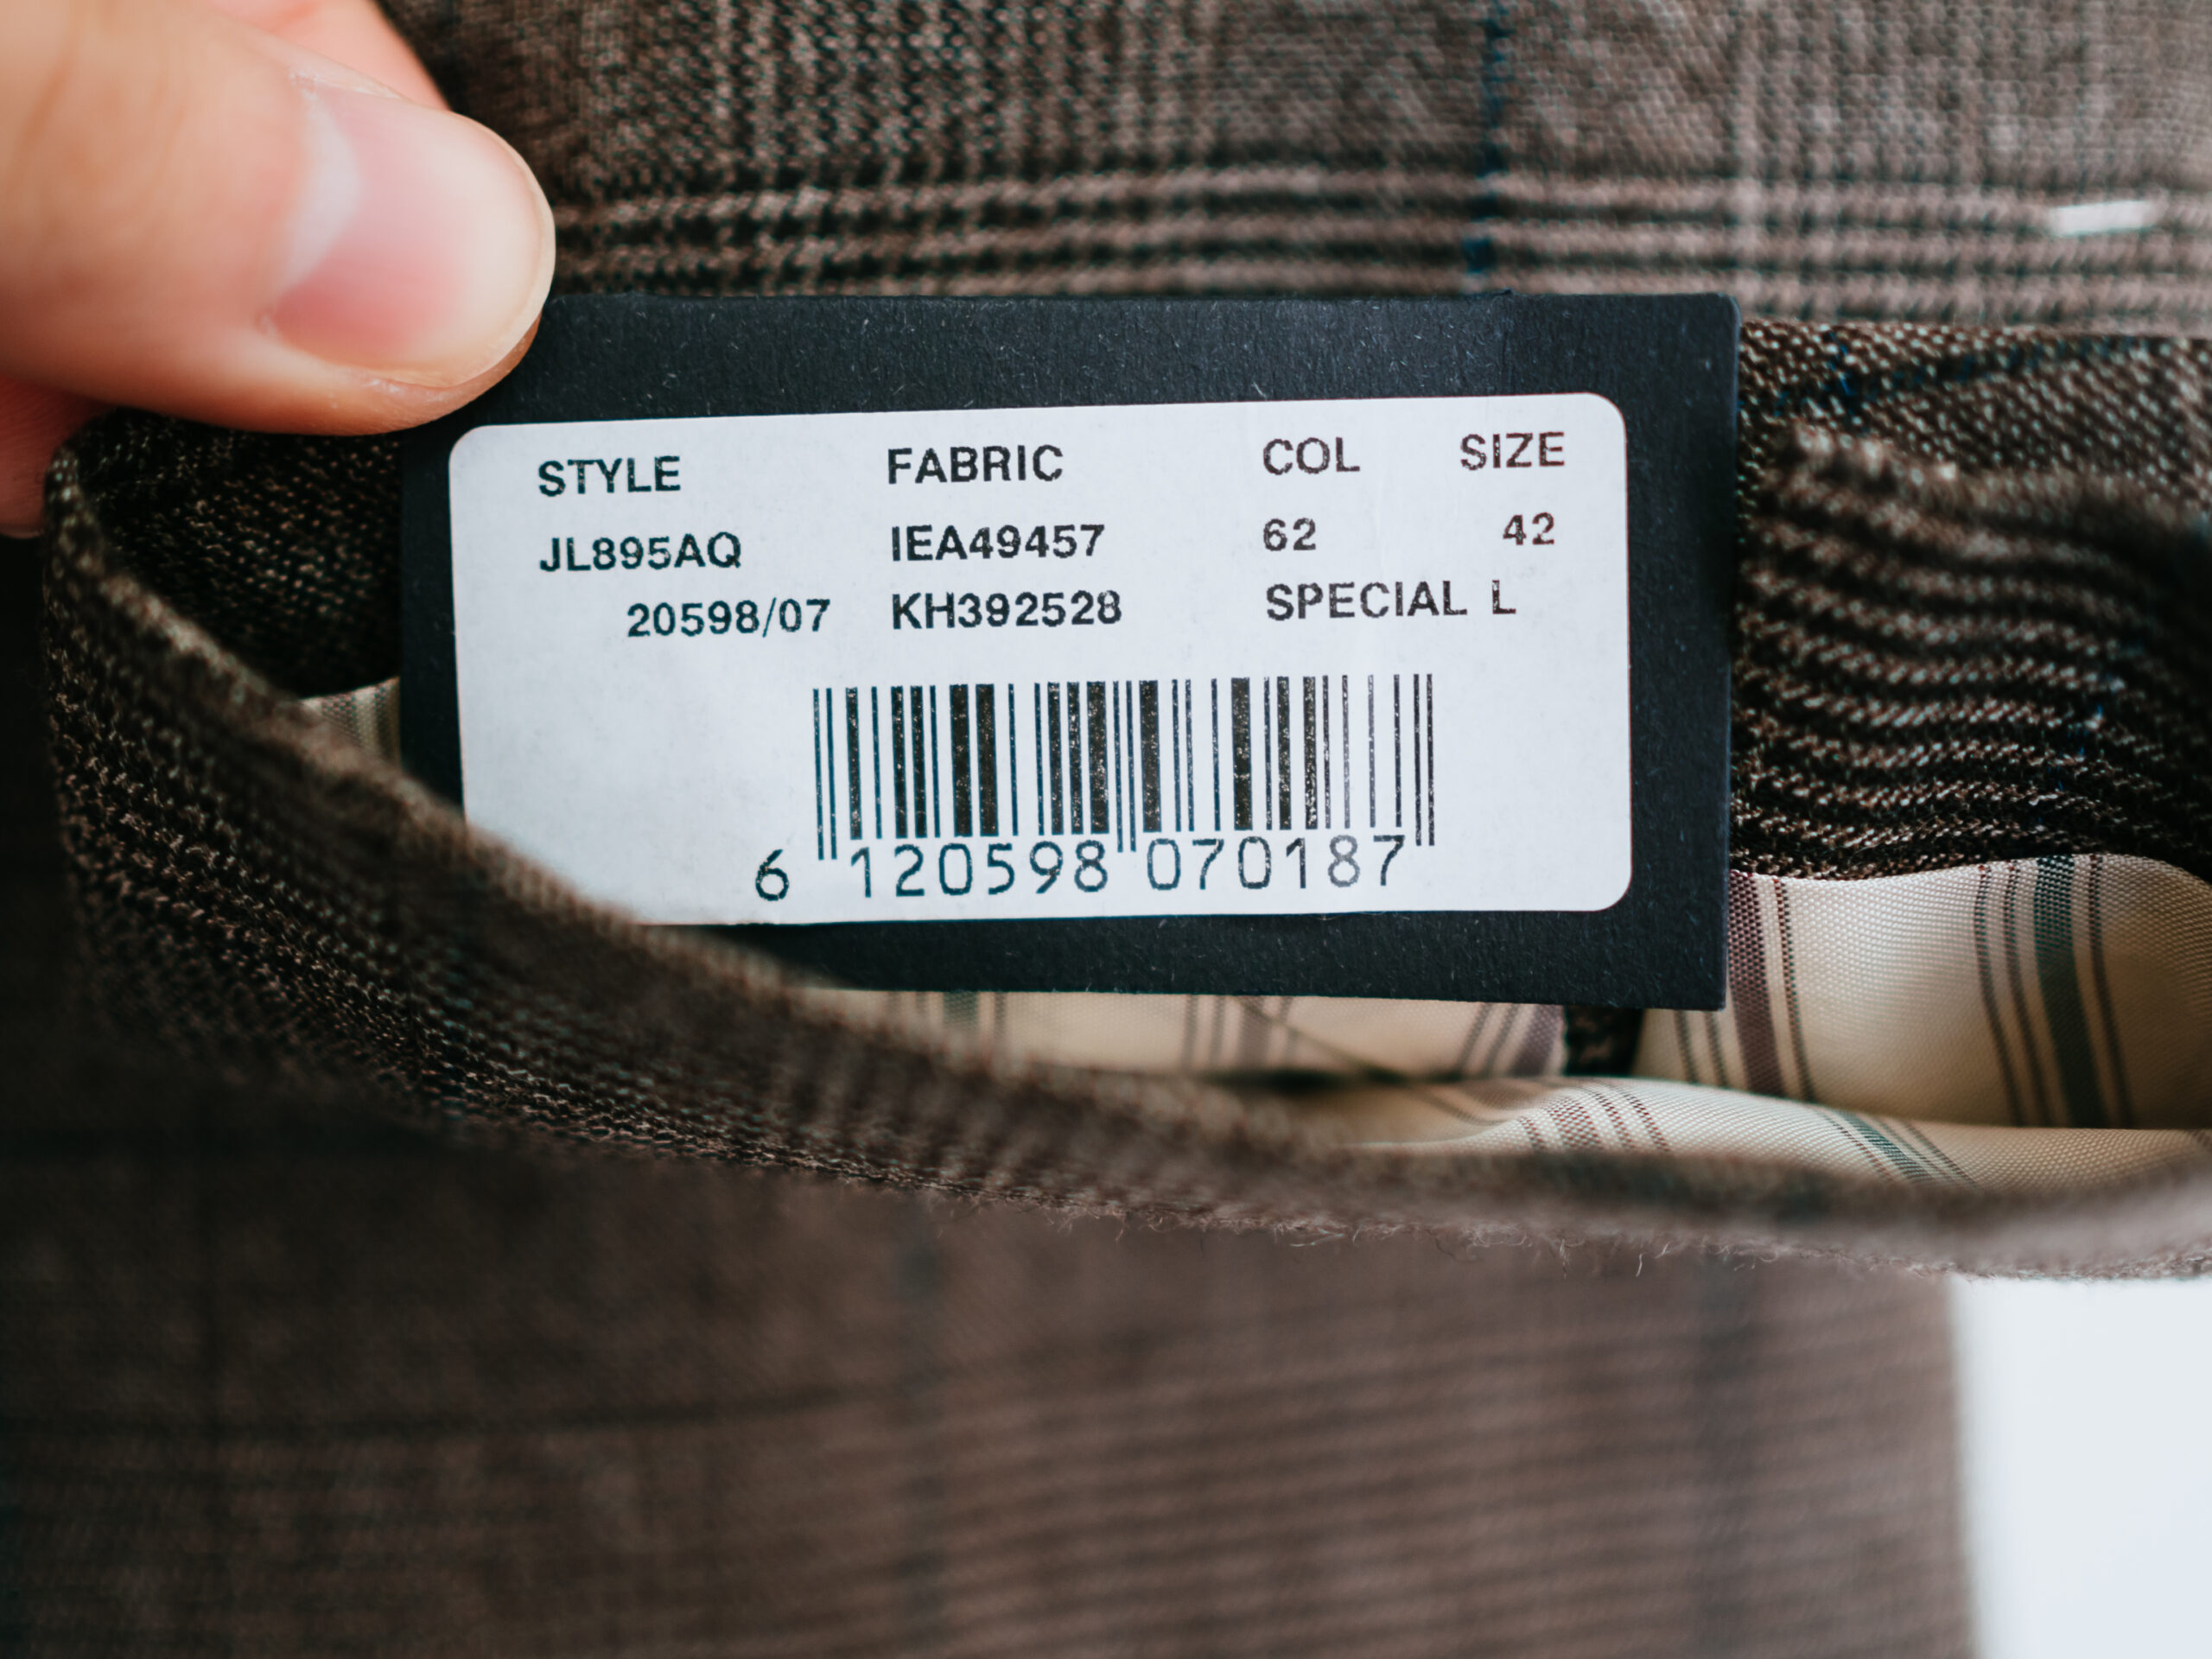 STYLE FABRIC COL SIZE
JL895AQ IEA49457 62 42
20598/07 KH392528 SPECIAL L
6 120598 070187